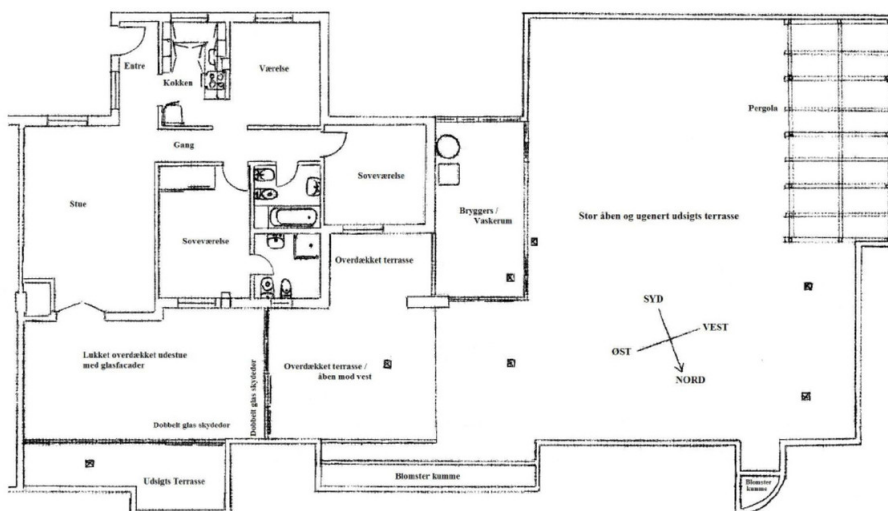 Entre
Køkken
Værelse
Pergola
Gang
Stue
Soveværelse
Bryggers /
Vaskerum
Stor åben og ugenert udsigts terrasse
Soveværelse
Overdækket terrasse
SYD
VEST
ØST
NORD
Lukket overdækket udestue
med glasfacader
Dobbelt glas skydedør
Overdækket terrasse /
åben mod vest
Dobbelt glas skydedør
Udsigts Terrasse
Blomster kumme
Blomster
kumme